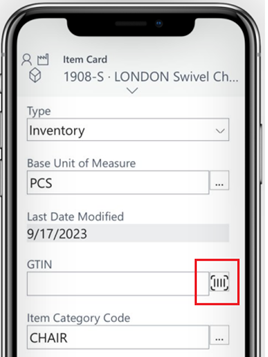 Item Card
1908-S · LONDON Swivel Ch...
Type
Inventory
Base Unit of Measure
PCS
...
Last Date Modified
9/17/2023
GTIN
Item Category Code
CHAIR
...